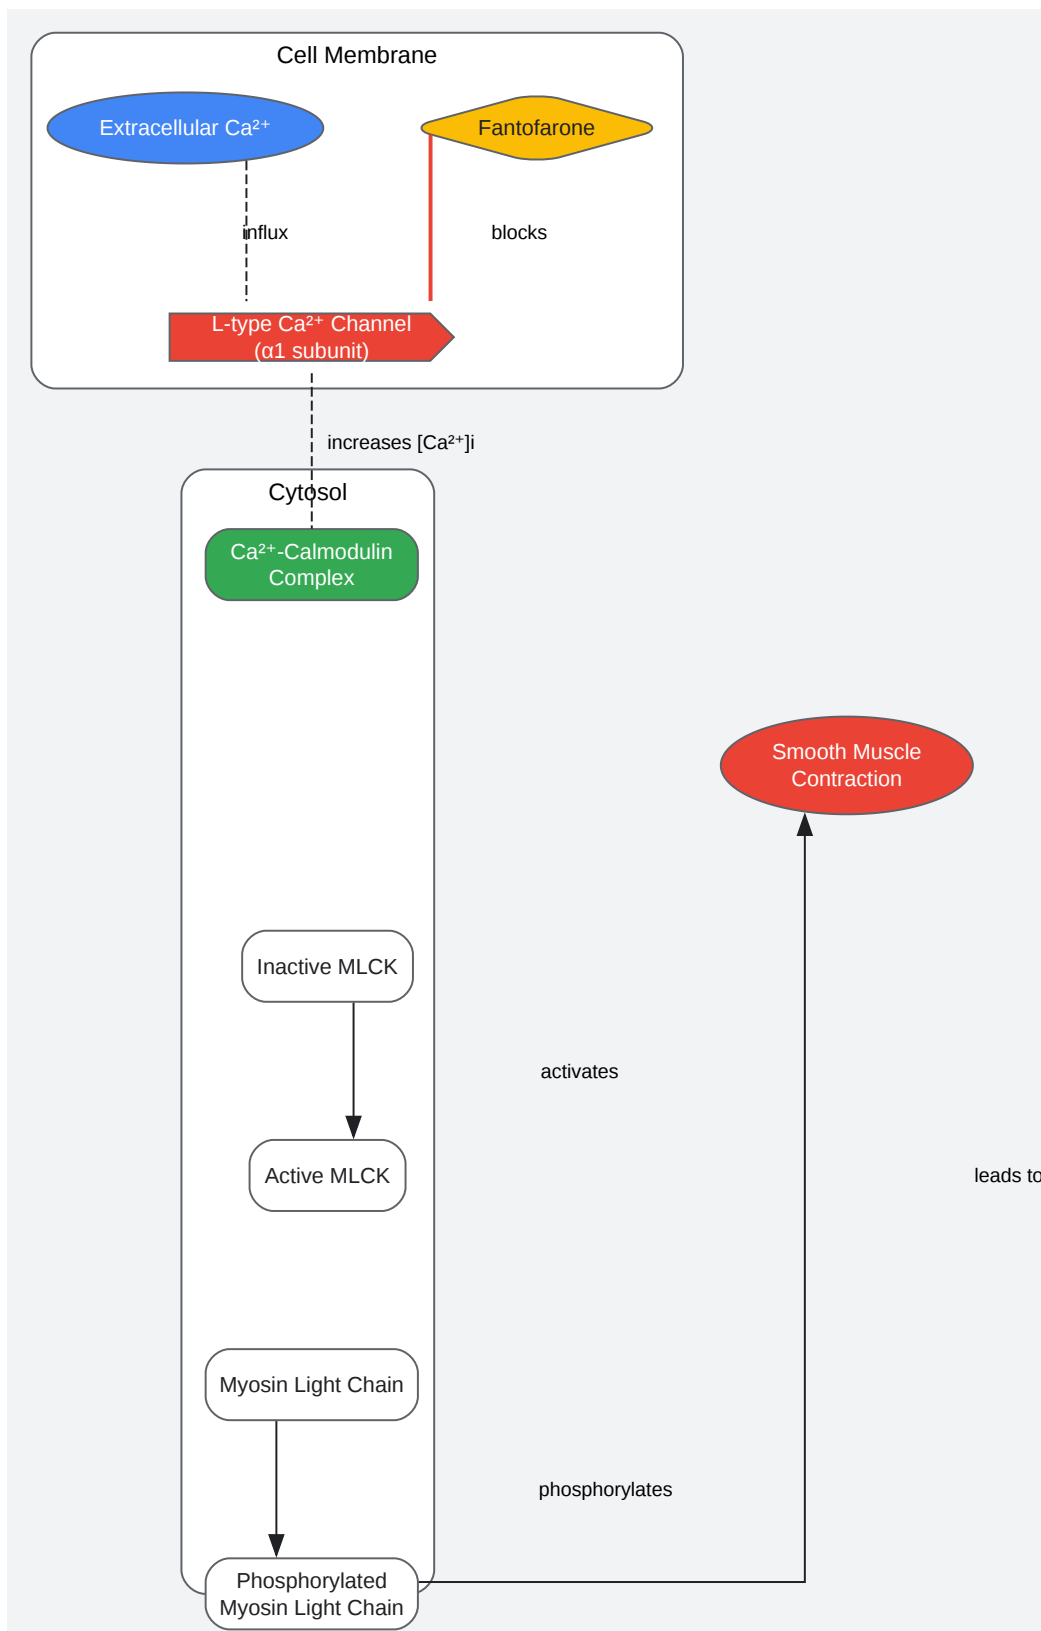 Cell Membrane
Extracellular Ca²⁺
Fantofarone
influx
blocks
L-type Ca²⁺ Channel
(α1 subunit)
increases [Ca²⁺]i
Cytosol
Ca²⁺-Calmodulin
Complex
Smooth Muscle
Contraction
Inactive MLCK
activates
Active MLCK
leads to
Myosin Light Chain
phosphorylates
Phosphorylated
Myosin Light Chain